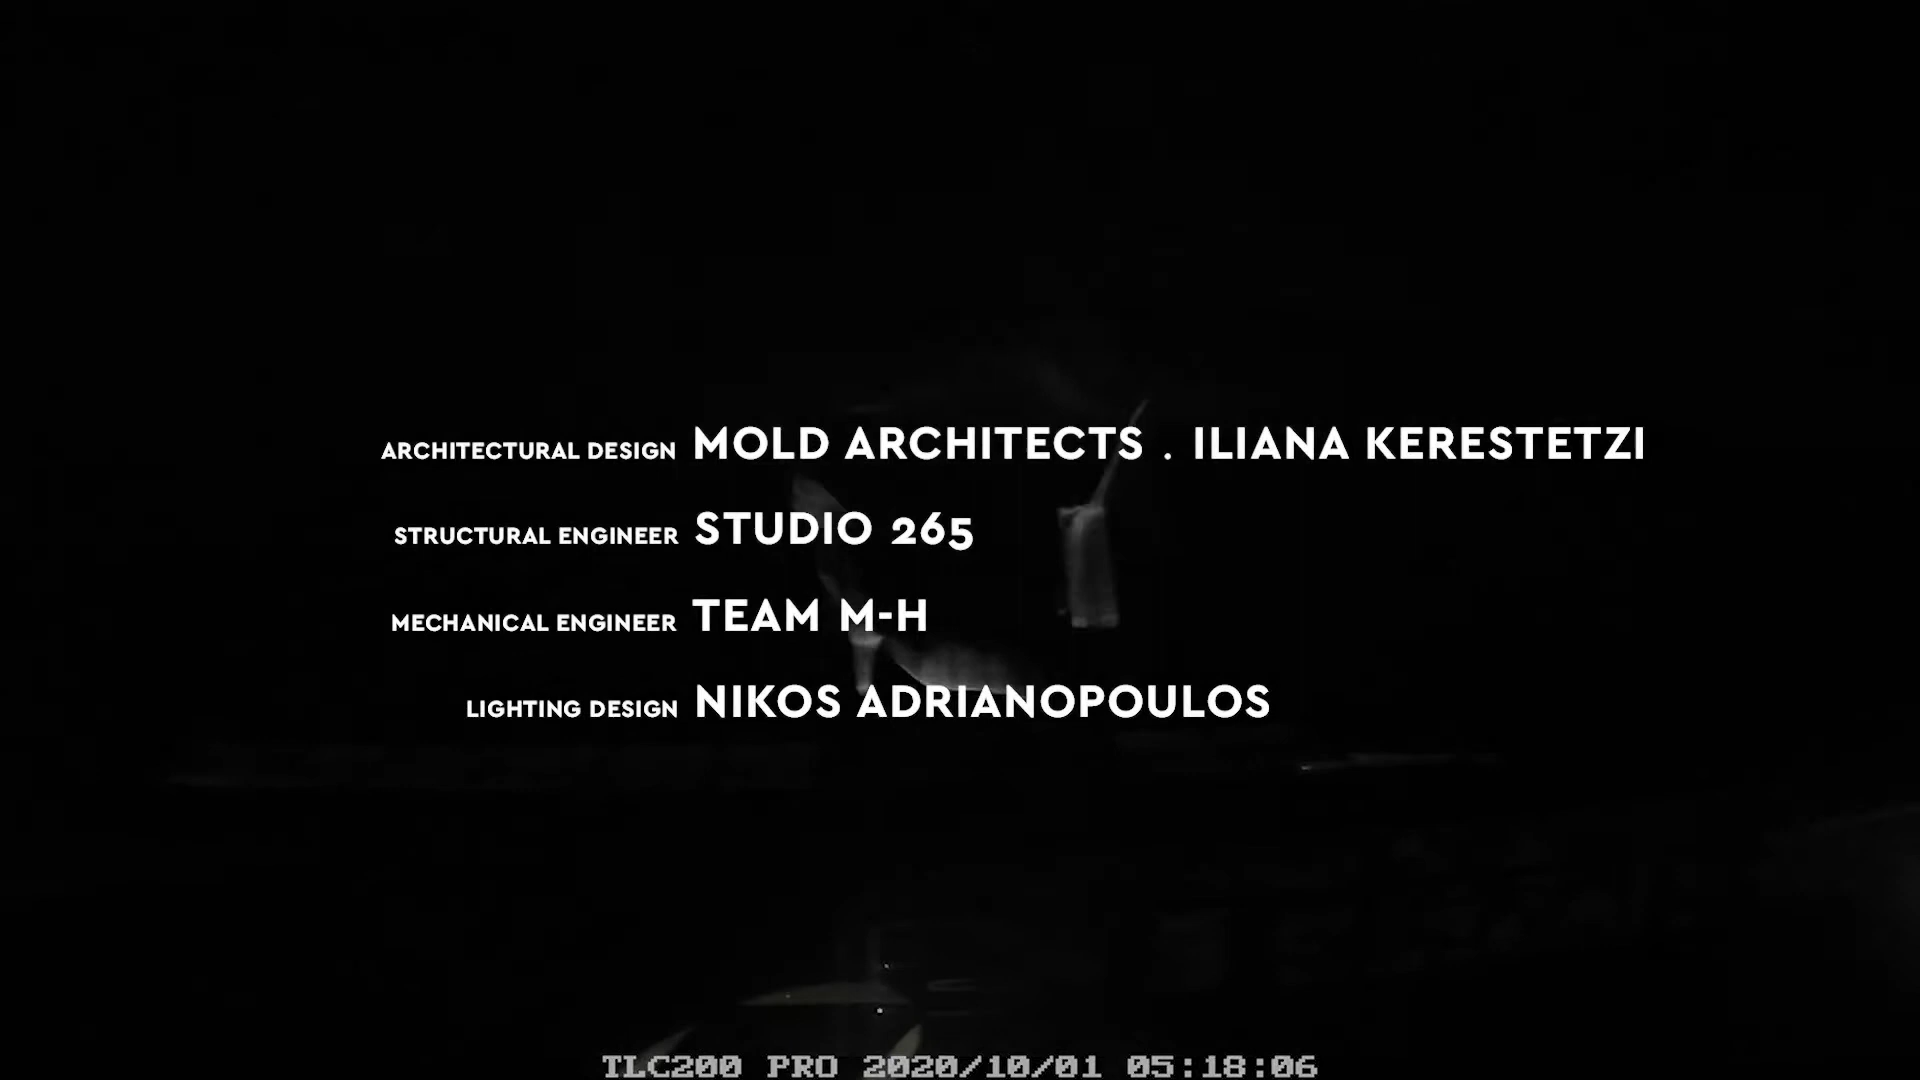 ARCHITECTURAL DESIGN MOLD ARCHITECTS . ILIANA KERESTETZI
STRUCTURAL ENGINEER STUDIO 265
MECHANICAL ENGINEER TEAM M-H
LIGHTING DESIGN NIKOS ADRIANOPOULOS
TLC200 PRO 2020/10/01 05:18:06